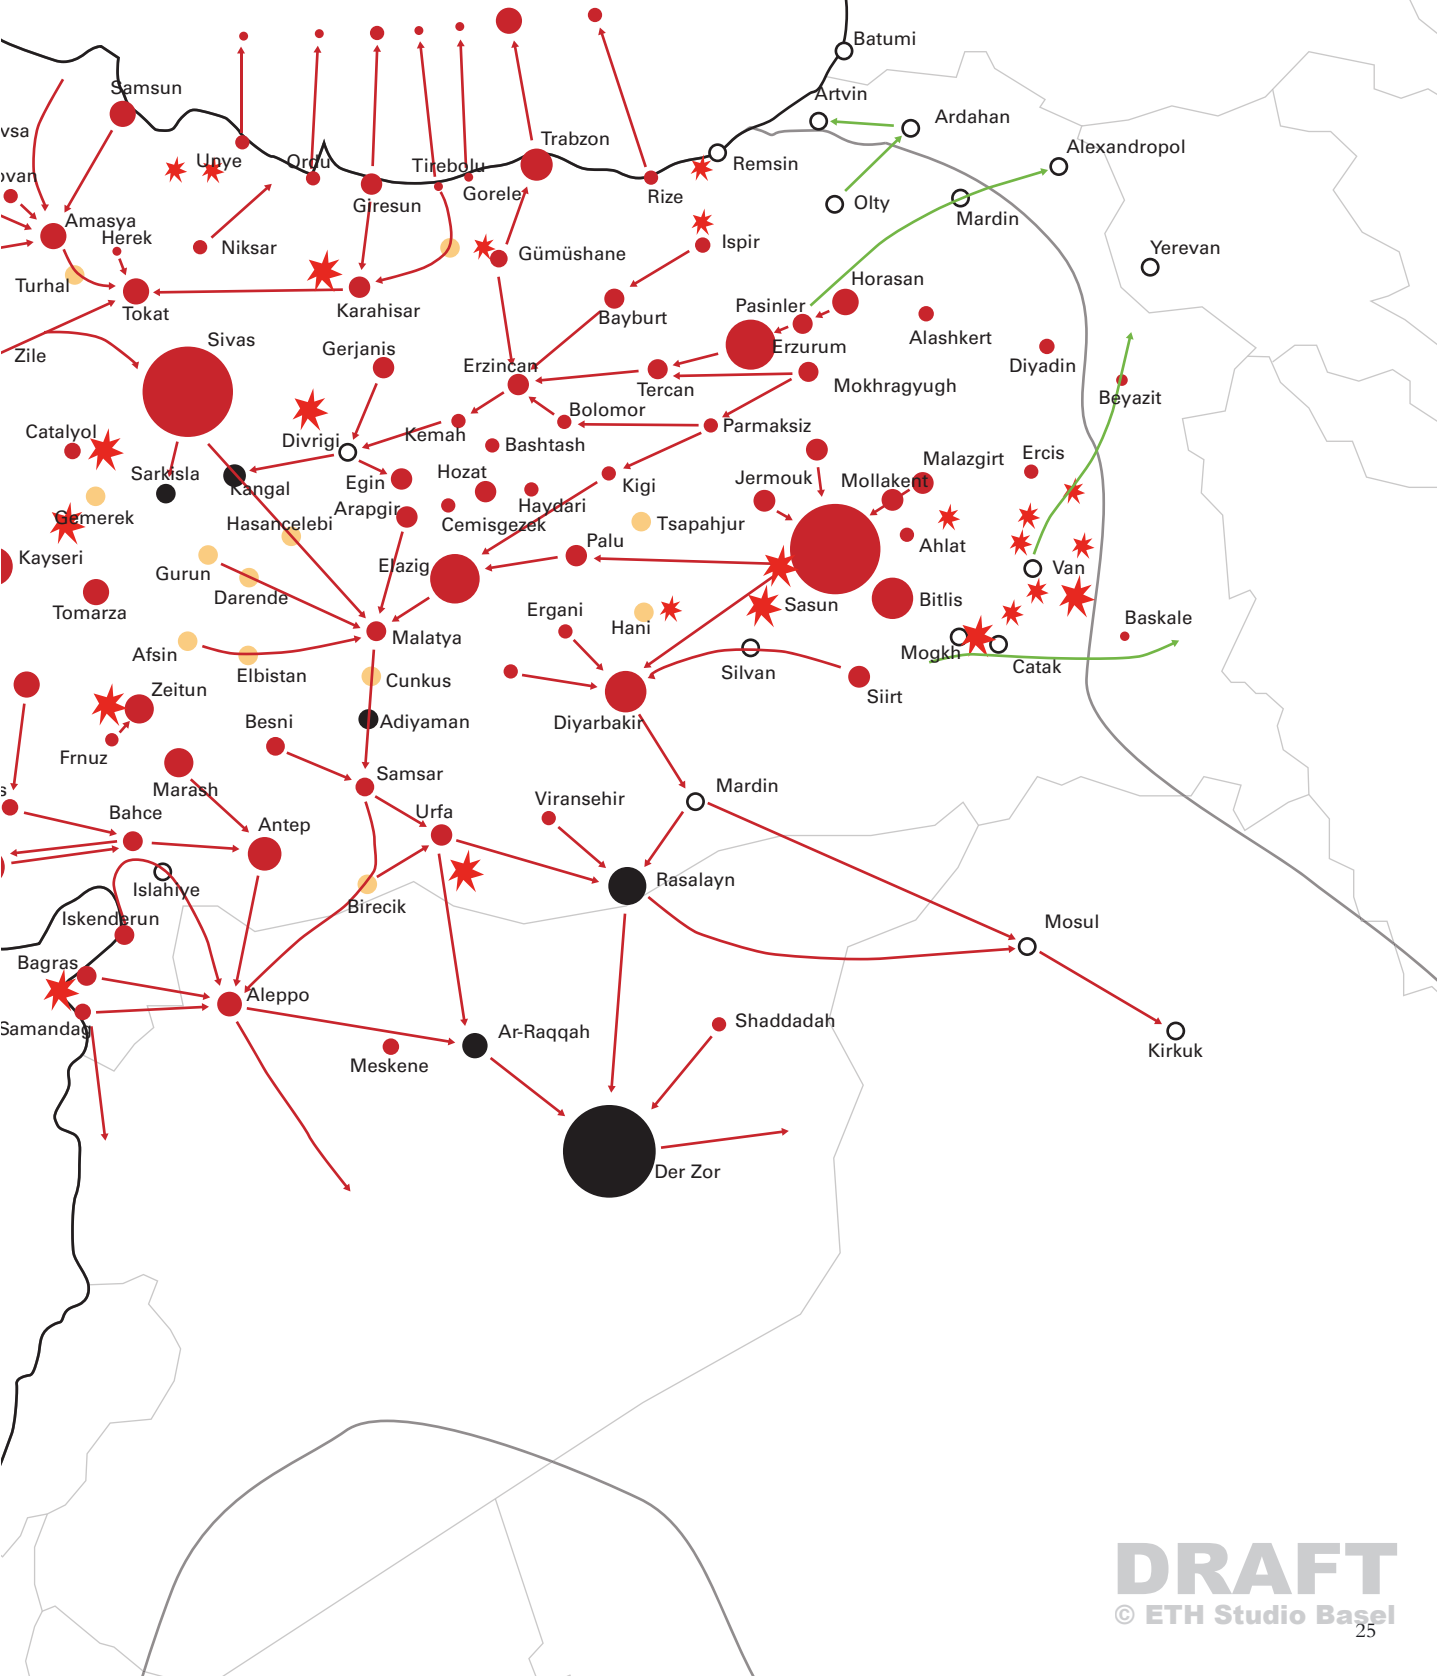 Batumi
Samsun
Artvin
Ardahan
vsa
Trabzon
Alexandropol
Unye
Ordu
Tirebolu
Remsin
ovan
Gorele
Rize
Giresun
Olty
Mardin
Amasya
Herek
Niksar
Ispir
Gümüshane
Yerevan
Turhal
Horasan
Tokat
Karahisar
Bayburt
Pasinler
Sivas
Alashkert
Zile
Gerjanis
Erzurum
Erzincan
Diyadin
Tercan
Mokhragyugh
Beyazit
Catalyol
Divrigi
Kemah
Bolomor
Parmaksiz
Bashtash
Sarkisla
Kangal
Egin
Hozat
Kigi
Jermouk
Mollakent
Malazgirt
Ercis
Gemerek
Hasancelebi
Arapgir
Cemisgezek
Haydari
Tsapahjur
Ahlat
Kayseri
Gurun
Darende
Elazig
Palu
Van
Tomarza
Ergani
Hani
Sasun
Bitlis
Baskale
Afsin
Malatya
Mogkh
Catak
Elbistan
Cunkus
Silvan
Siirt
Zeitun
Besni
Adiyaman
Diyarbakir
Frnuz
Marash
Samsar
Mardin
s
Bahce
Antep
Urfa
Viransehir
Islahiye
Birecik
Rasalayn
Iskenderun
Mosul
Bagras
Aleppo
Samandag
Ar-Raqqah
Shaddadah
Meskene
Kirkuk
Der Zor
DRAFT
© ETH Studio Basel
25